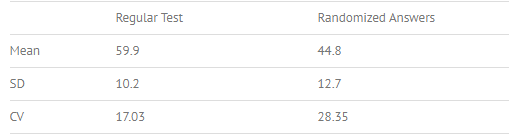 Regular Test Randomized Answers
Mean 59.9 44.8
SD 10.2 12.7
CV 17.03 28.35